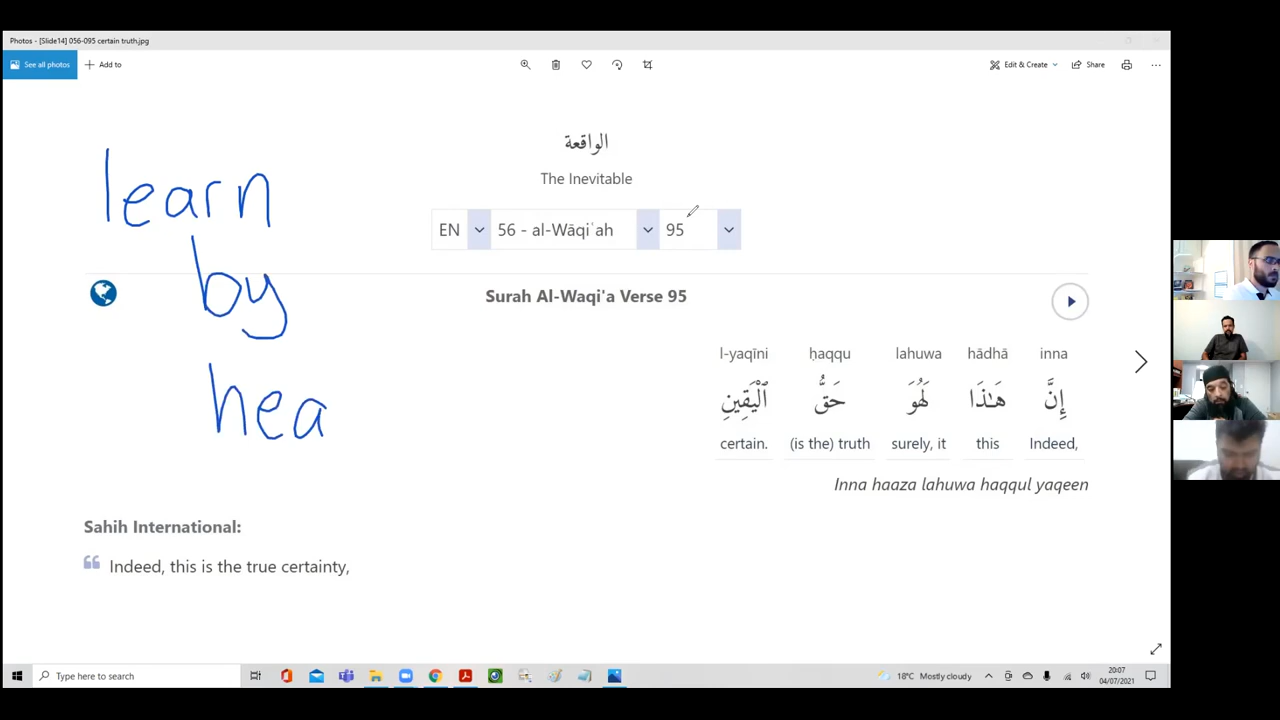 Photos - [Slide14] 056-095 certain truth.jpg
See all photos
Add to
Edit & Create
Share
الواقعة
The Inevitable
EN
56 - al-Wāqiʿah
95
learn
by
hea
Surah Al-Waqi'a Verse 95
l-yaqīni ḥaqqu lahuwa hādhā inna
إِنَّ هَـٰذَا لَهُوَ حَقُّ ٱلْيَقِينِ
certain. (is the) truth surely, it this Indeed,
Inna haaza lahuwa haqqul yaqeen
Sahih International:
Indeed, this is the true certainty,
Type here to search
18°C Mostly cloudy
20:07
04/07/2021